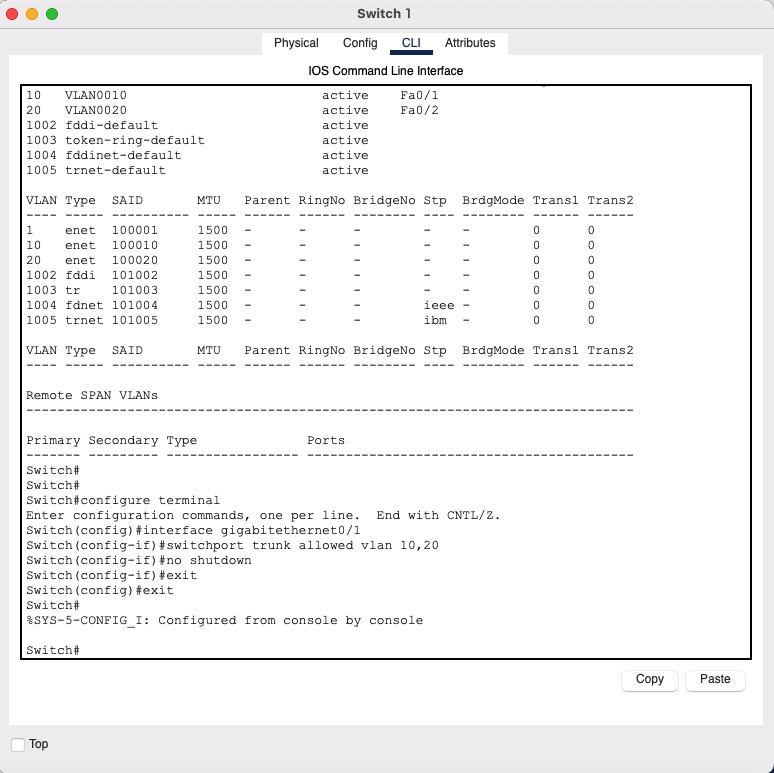 Switch 1
Physical Config CLI Attributes
IOS Command Line Interface
10 VLAN0010 active Fa0/1
20 VLAN0020 active Fa0/2
1002 fddi-default active
1003 token-ring-default active
1004 fddinet-default active
1005 trnet-default active
VLAN Type SAID MTU Parent RingNo BridgeNo Stp BrdgMode Trans1 Trans2
---- ----- ---------- ----- ------ ------ -------- ---- -------- ------ ------
1 enet 100001 1500 - - - - - 0 0
10 enet 100010 1500 - - - - - 0 0
20 enet 100020 1500 - - - - - 0 0
1002 fddi 101002 1500 - - - - - 0 0
1003 tr 101003 1500 - - - - - 0 0
1004 fdnet 101004 1500 - - - ieee - 0 0
1005 trnet 101005 1500 - - - ibm - 0 0
VLAN Type SAID MTU Parent RingNo BridgeNo Stp BrdgMode Trans1 Trans2
---- ----- ---------- ----- ------ ------ -------- ---- -------- ------ ------
Remote SPAN VLANs
------------------------------------------------------------------------------
Primary Secondary Type Ports
------- --------- ----------------- ------------------------------------------
Switch#
Switch#
Switch#configure terminal
Enter configuration commands, one per line. End with CNTL/Z.
Switch(config)#interface gigabitethernet0/1
Switch(config-if)#switchport trunk allowed vlan 10,20
Switch(config-if)#no shutdown
Switch(config-if)#exit
Switch(config)#exit
Switch#
%SYS-5-CONFIG_I: Configured from console by console
Switch#
Copy Paste
Top